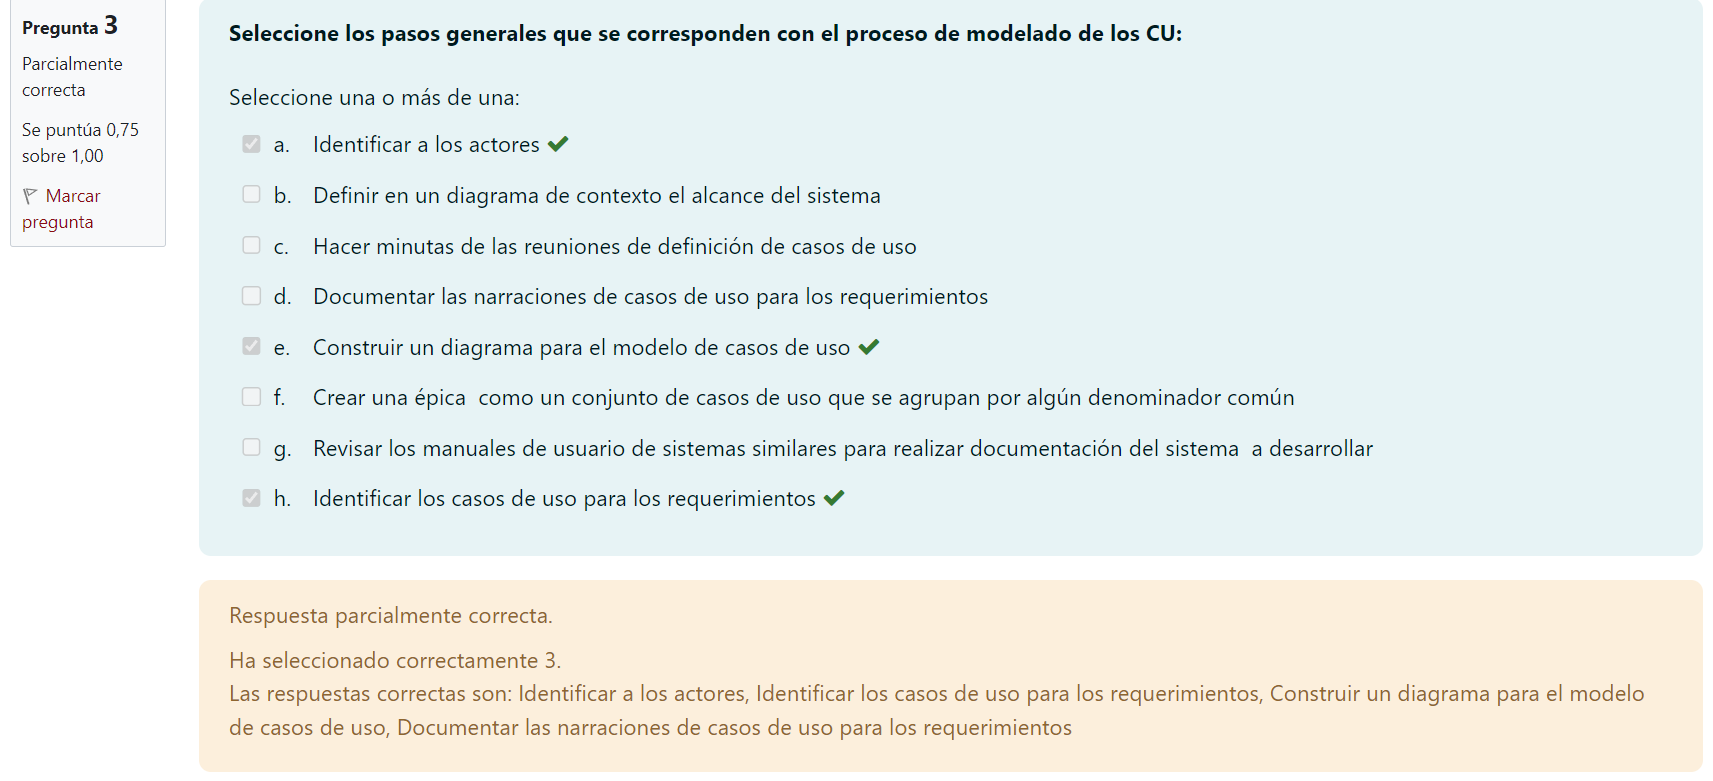 Pregunta 3
Parcialmente
correcta
Se puntúa 0,75
sobre 1,00
Marcar
pregunta
Seleccione los pasos generales que se corresponden con el proceso de modelado de los CU:
Seleccione una o más de una:
a. Identificar a los actores
b. Definir en un diagrama de contexto el alcance del sistema
c. Hacer minutas de las reuniones de definición de casos de uso
d. Documentar las narraciones de casos de uso para los requerimientos
e. Construir un diagrama para el modelo de casos de uso
f. Crear una épica como un conjunto de casos de uso que se agrupan por algún denominador común
g. Revisar los manuales de usuario de sistemas similares para realizar documentación del sistema a desarrollar
h. Identificar los casos de uso para los requerimientos
Respuesta parcialmente correcta.
Ha seleccionado correctamente 3.
Las respuestas correctas son: Identificar a los actores, Identificar los casos de uso para los requerimientos, Construir un diagrama para el modelo
de casos de uso, Documentar las narraciones de casos de uso para los requerimientos